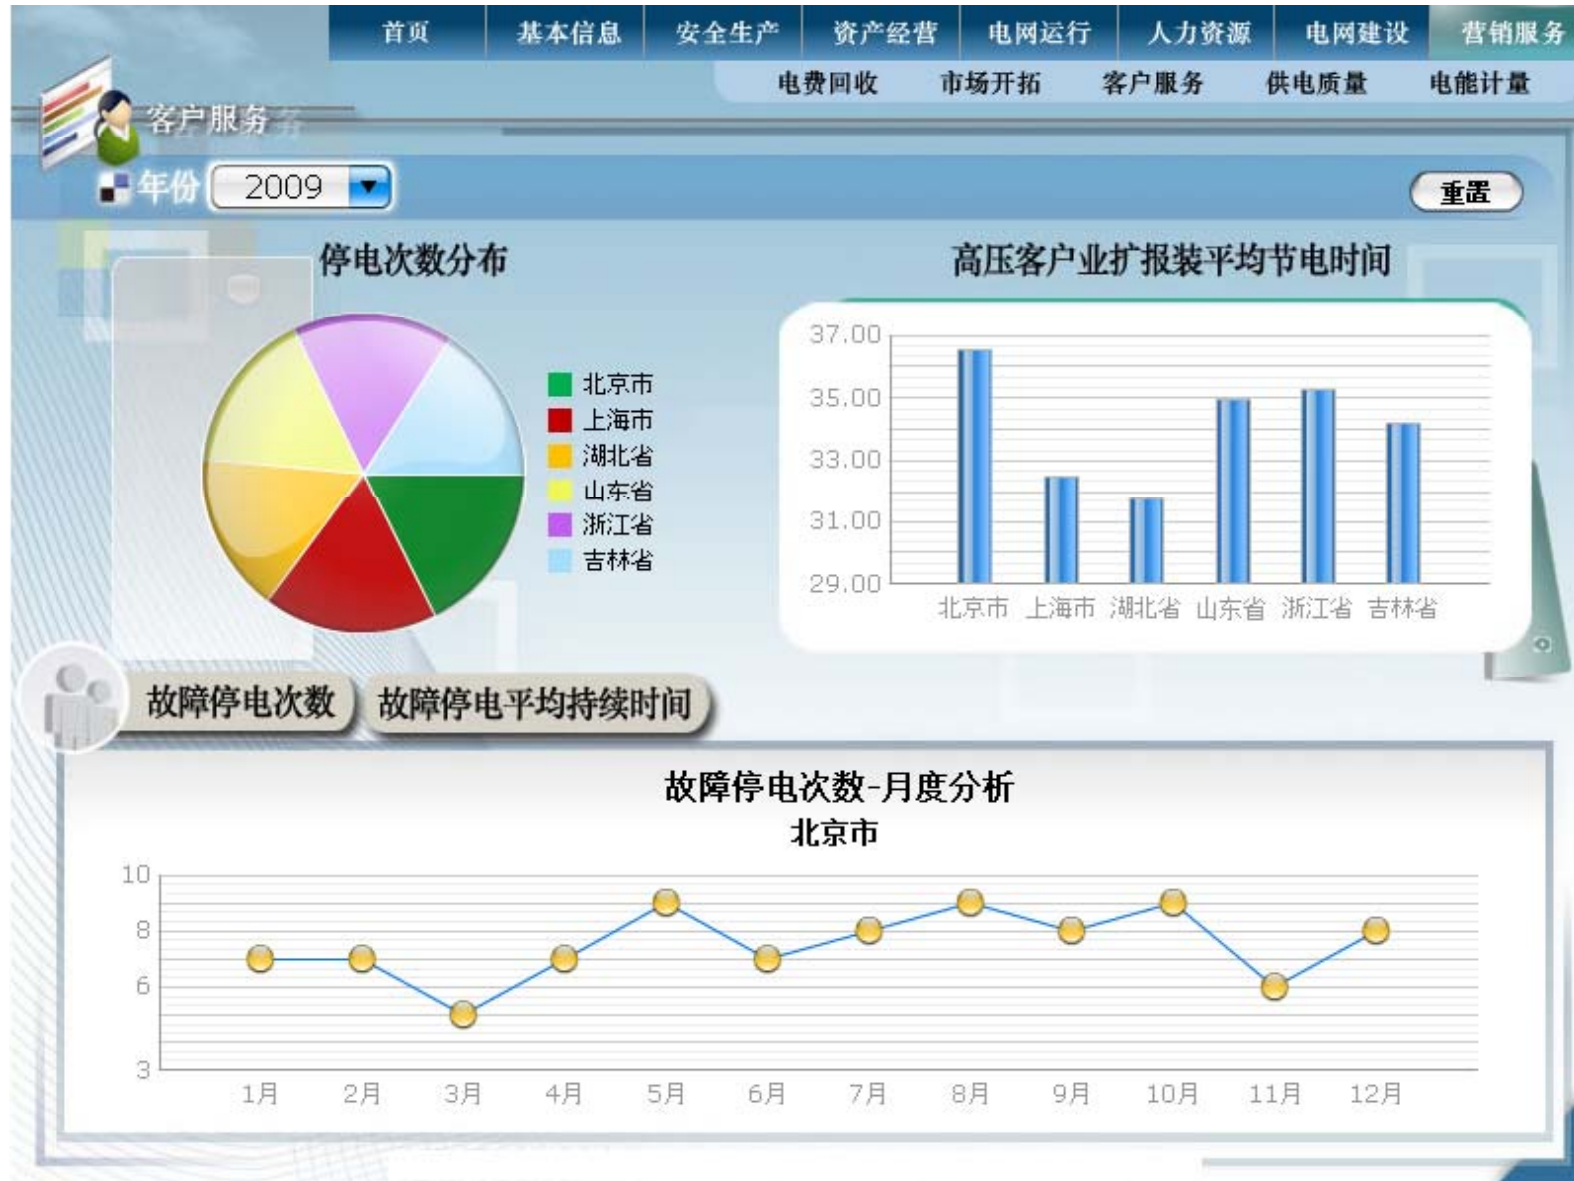 首页 基本信息 安全生产 资产经营 电网运行 人力资源 电网建设 营销服务
电费回收 市场开拓 客户服务 供电质量 电能计量
客户服务
年份 2009 重置
停电次数分布
北京市
上海市
湖北省
山东省
浙江省
吉林省
高压客户业扩报装平均节电时间
37.00
35.00
33.00
31.00
29.00
北京市 上海市 湖北省 山东省 浙江省 吉林省
故障停电次数 故障停电平均持续时间
故障停电次数-月度分析
北京市
10
8
6
3
1月 2月 3月 4月 5月 6月 7月 8月 9月 10月 11月 12月